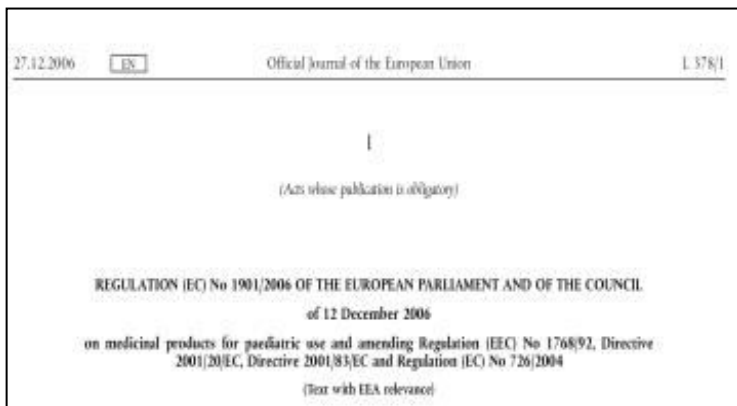 27.12.2006 EN Official Journal of the European Union L 378/1
I
(Acts whose publication is obligatory)
REGULATION (EC) No 1901/2006 OF THE EUROPEAN PARLIAMENT AND OF THE COUNCIL
of 12 December 2006
on medicinal products for paediatric use and amending Regulation (EEC) No 1768/92, Directive
2001/20/EC, Directive 2001/83/EC and Regulation (EC) No 726/2004
(Text with EEA relevance)